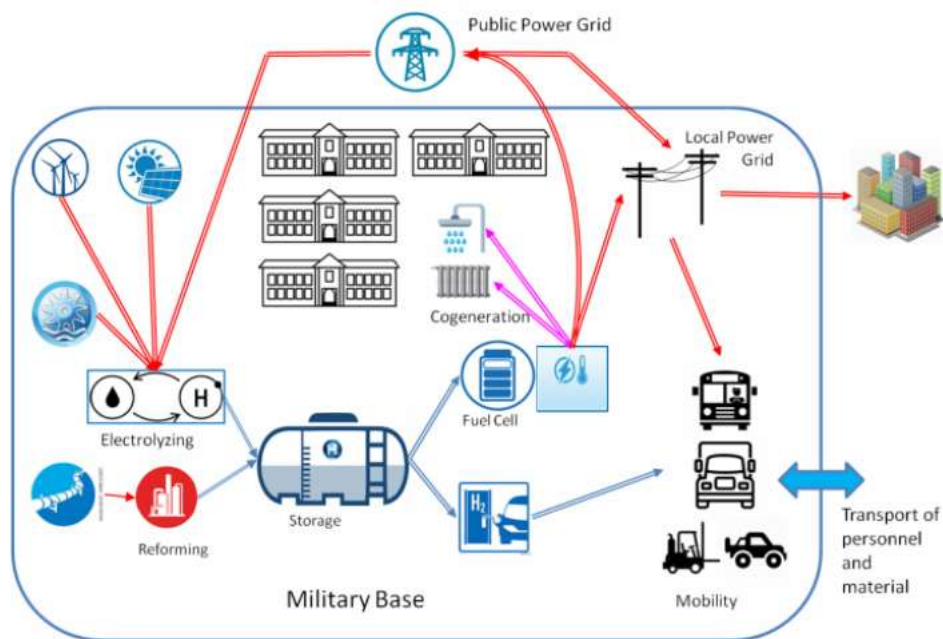 Public Power Grid
Local Power
Grid
Cogeneration
H
Electrolyzing
Fuel Cell
H
Storage
H₂
Reforming
Transport of
personnel
and
material
Military Base
Mobility